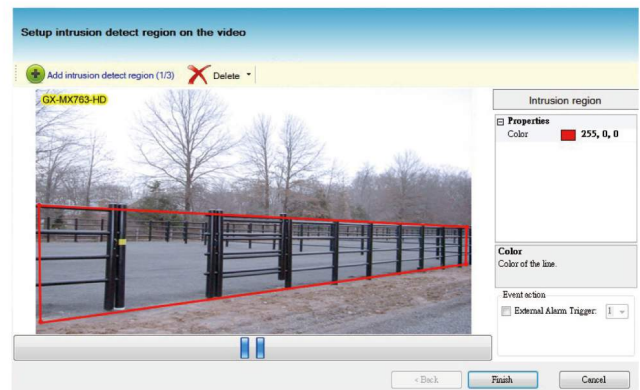 Setup intrusion detect region on the video
Add intrusion detect region (1/3) Delete
GX-MX763-HD
Intrusion region
Properties
Color 255, 0, 0
Color
Color of the line.
Event action
External Alarm Trigger: 1
< Back Finish Cancel